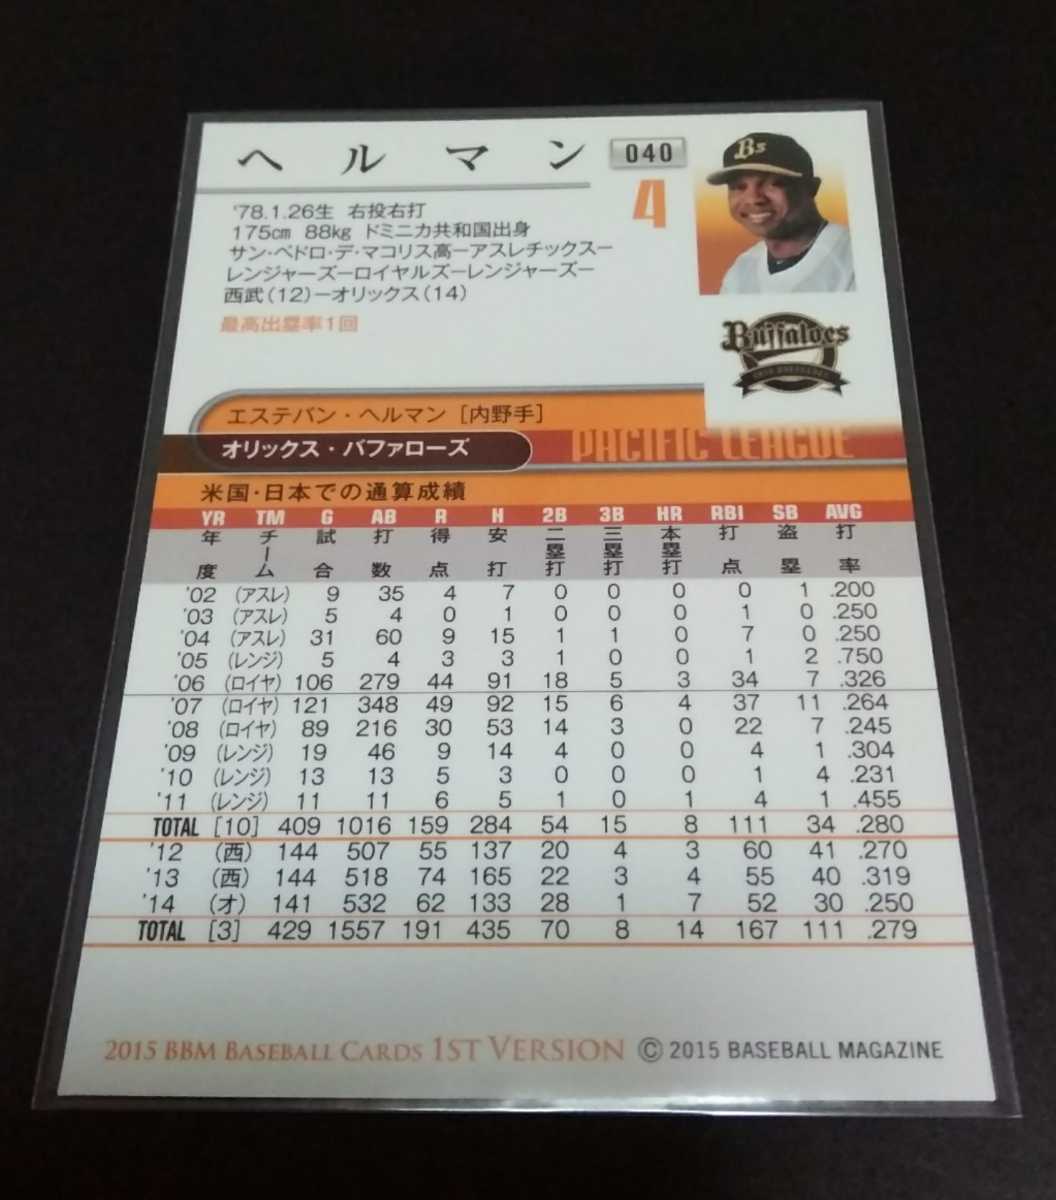 ヘルマン
040
4
Bs
'78.1.26生 右投右打
175cm 88kg ドミニカ共和国出身
サン・ペドロ・デ・マコリス高ーアスレチックスー
レンジャーズーロイヤルズーレンジャーズー
西武(12)ーオリックス(14)
最高出塁率1回
Buffaloes
エステバン・ヘルマン [内野手]
オリックス・バファローズ
PACIFIC LEAGUE
米国・日本での通算成績
YR TM G AB R H 2B 3B HR RBI SB AVG
年度 チーム 試合 打数 得点 安打 二塁打 三塁打 本塁打 打点 盗塁 打率
'02 (アスレ) 9 35 4 7 0 0 0 0 1 .200
'03 (アスレ) 5 4 0 1 0 0 0 1 0 .250
'04 (アスレ) 31 60 9 15 1 1 0 7 0 .250
'05 (レンジ) 5 4 3 3 1 0 0 1 2 .750
'06 (ロイヤ) 106 279 44 91 18 5 3 34 7 .326
'07 (ロイヤ) 121 348 49 92 15 6 4 37 11 .264
'08 (ロイヤ) 89 216 30 53 14 3 0 22 7 .245
'09 (レンジ) 19 46 9 14 4 0 0 4 1 .304
'10 (レンジ) 13 13 5 3 0 0 0 1 4 .231
'11 (レンジ) 11 11 6 5 1 0 1 4 1 .455
TOTAL [10] 409 1016 159 284 54 15 8 111 34 .280
'12 (西) 144 507 55 137 20 4 3 60 41 .270
'13 (西) 144 518 74 165 22 3 4 55 40 .319
'14 (オ) 141 532 62 133 28 1 7 52 30 .250
TOTAL [3] 429 1557 191 435 70 8 14 167 111 .279
2015 BBM BASEBALL CARDS 1ST VERSION © 2015 BASEBALL MAGAZINE